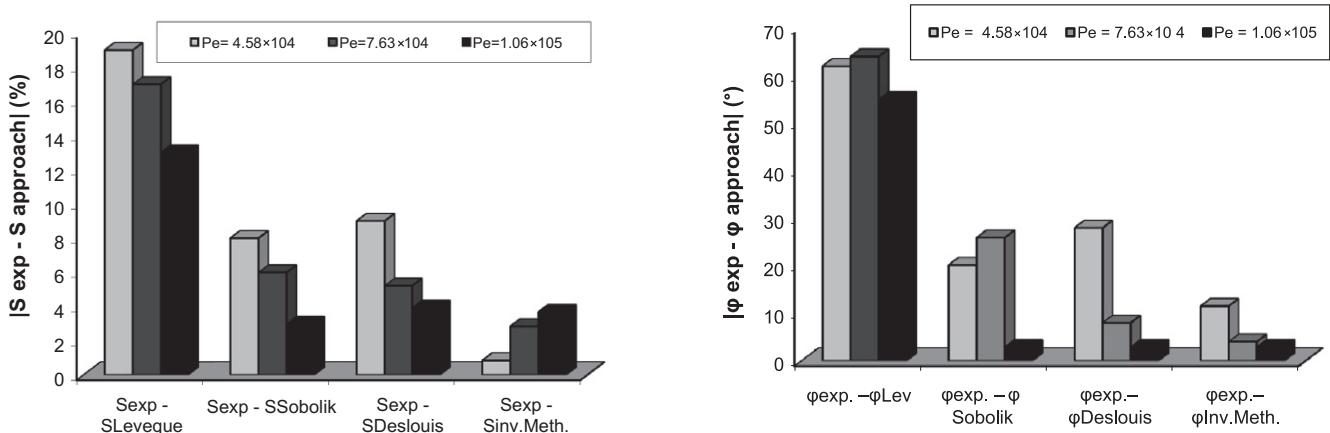 |S exp - S approach| (%)
20
18
16
14
12
10
8
6
4
2
0
Pe= 4.58×104 Pe=7.63×104 Pe=1.06×105
Sexp - SLeveque
Sexp - SSobolik
Sexp - SDeslouis
Sexp - Sinv.Meth.
|φ exp - φ approach| (°)
70
60
50
40
30
20
10
0
Pe = 4.58×104 Pe = 7.63×10 4 Pe = 1.06×105
φexp. –φLev
φexp. – φ Sobolik
φexp.– φDeslouis
φexp.– φInv.Meth.